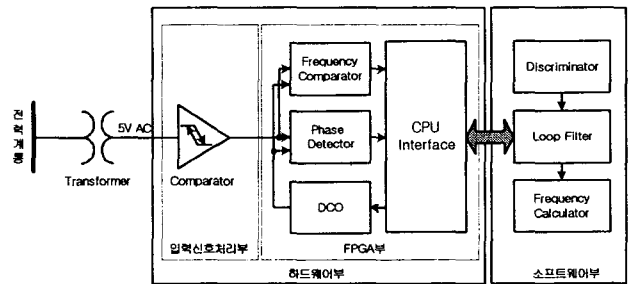 전력계통
Transformer
5V AC
Comparator
입력신호처리부
Frequency
Comparator
Phase
Detector
DCO
CPU
Interface
FPGA부
하드웨어부
Discriminator
Loop Filter
Frequency
Calculator
소프트웨어부